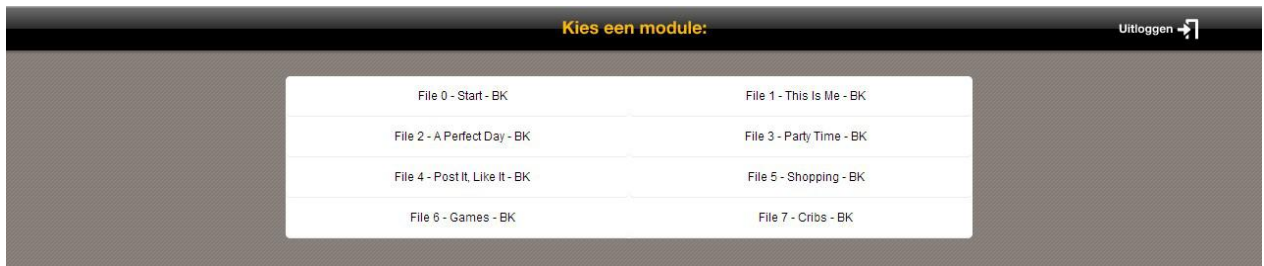 Kies een module:
Uitloggen
File 0 - Start - BK
File 1 - This Is Me - BK
File 2 - A Perfect Day - BK
File 3 - Party Time - BK
File 4 - Post It, Like It - BK
File 5 - Shopping - BK
File 6 - Games - BK
File 7 - Cribs - BK